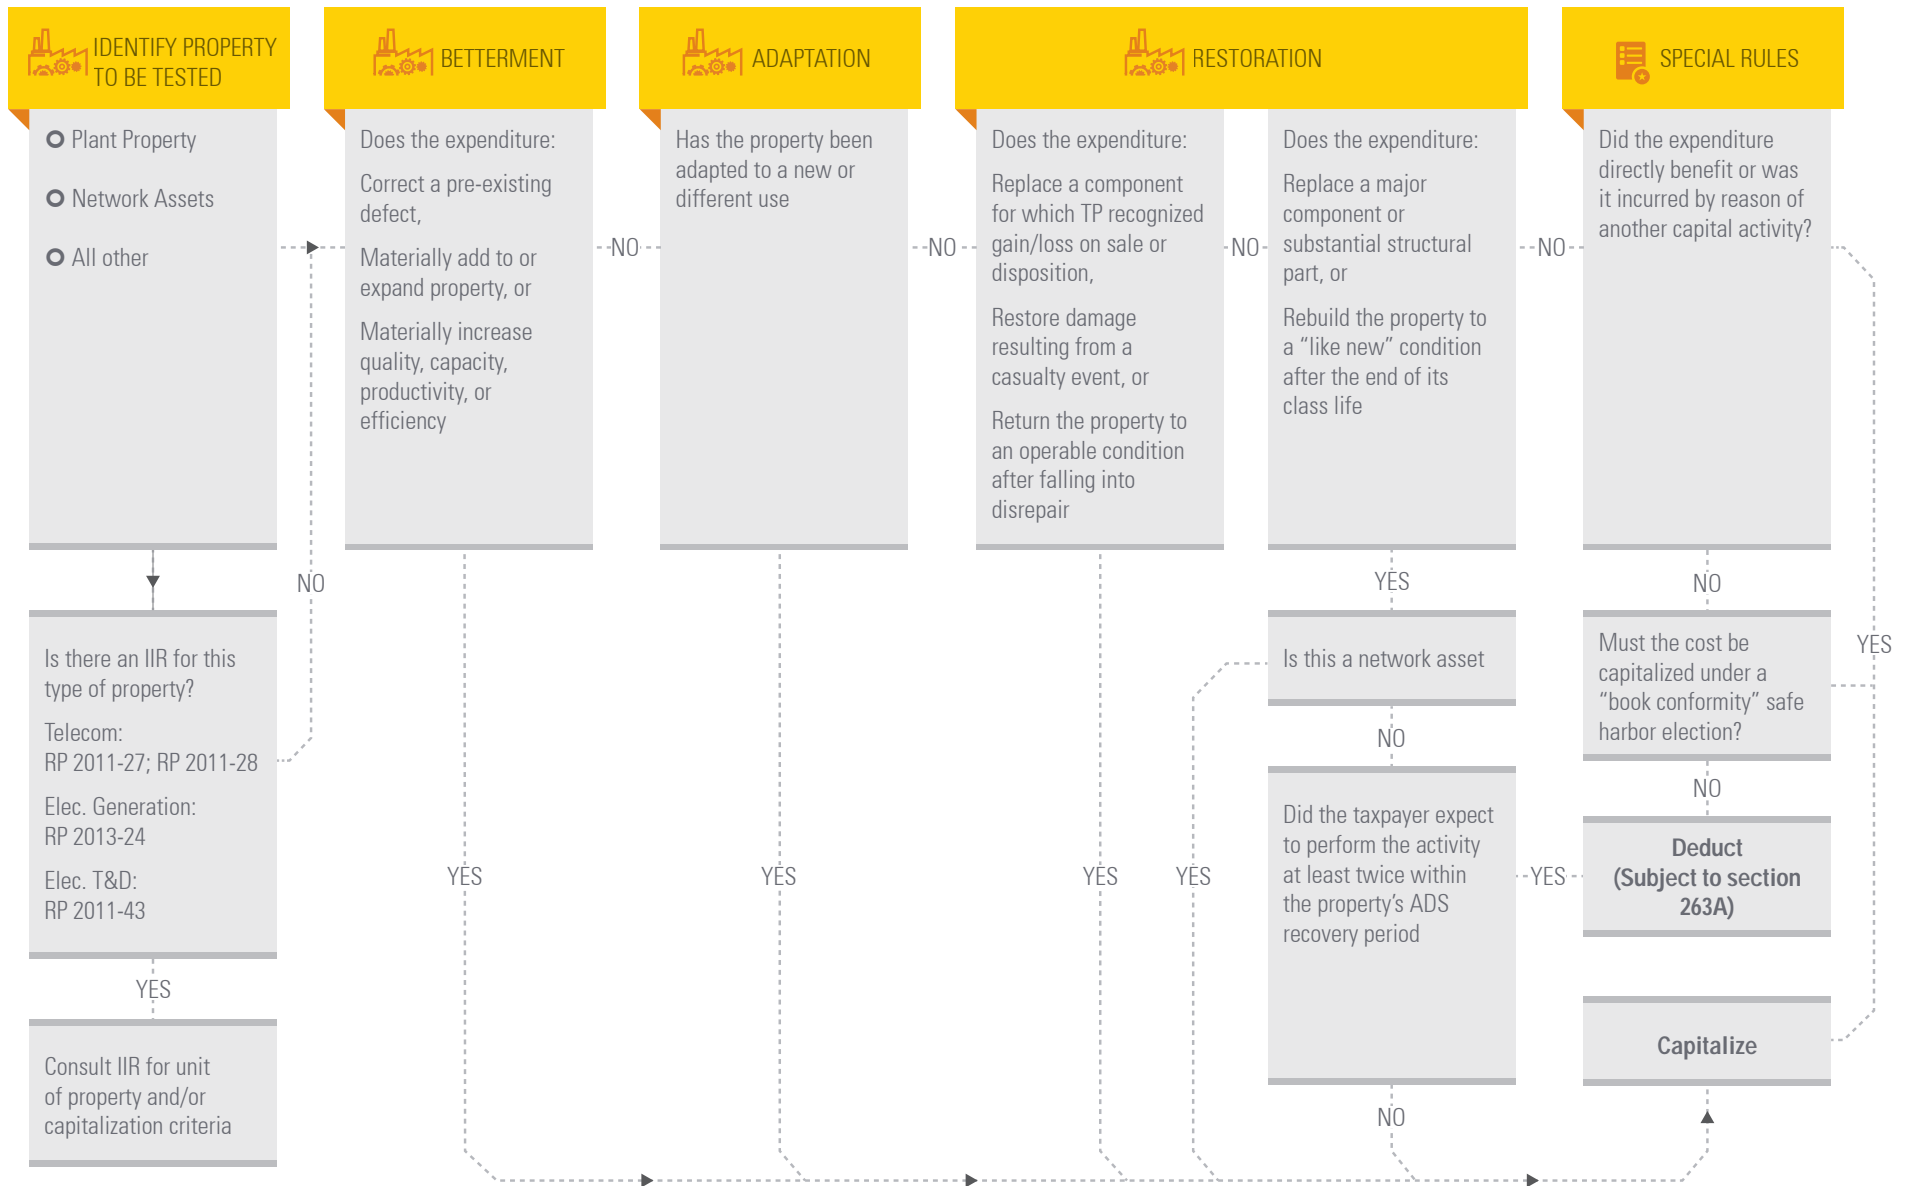 IDENTIFY PROPERTY
TO BE TESTED
Plant Property
Network Assets
All other
Is there an IIR for this
type of property?
Telecom:
RP 2011-27; RP 2011-28
Elec. Generation:
RP 2013-24
Elec. T&D:
RP 2011-43
NO
YES
Consult IIR for unit
of property and/or
capitalization criteria
BETTERMENT
Does the expenditure:
Correct a pre-existing
defect,
Materially add to or
expand property, or
Materially increase
quality, capacity,
productivity, or
efficiency
NO
YES
ADAPTATION
Has the property been
adapted to a new or
different use
NO
YES
RESTORATION
Does the expenditure:
Replace a component
for which TP recognized
gain/loss on sale or
disposition,
Restore damage
resulting from a
casualty event, or
Return the property to
an operable condition
after falling into
disrepair
NO
YES
Does the expenditure:
Replace a major
component or
substantial structural
part, or
Rebuild the property to
a “like new” condition
after the end of its
class life
NO
YES
Is this a network asset
YES
NO
Did the taxpayer expect
to perform the activity
at least twice within
the property’s ADS
recovery period
YES
NO
SPECIAL RULES
Did the expenditure
directly benefit or was
it incurred by reason of
another capital activity?
NO
YES
Must the cost be
capitalized under a
“book conformity” safe
harbor election?
NO
Deduct
(Subject to section
263A)
Capitalize